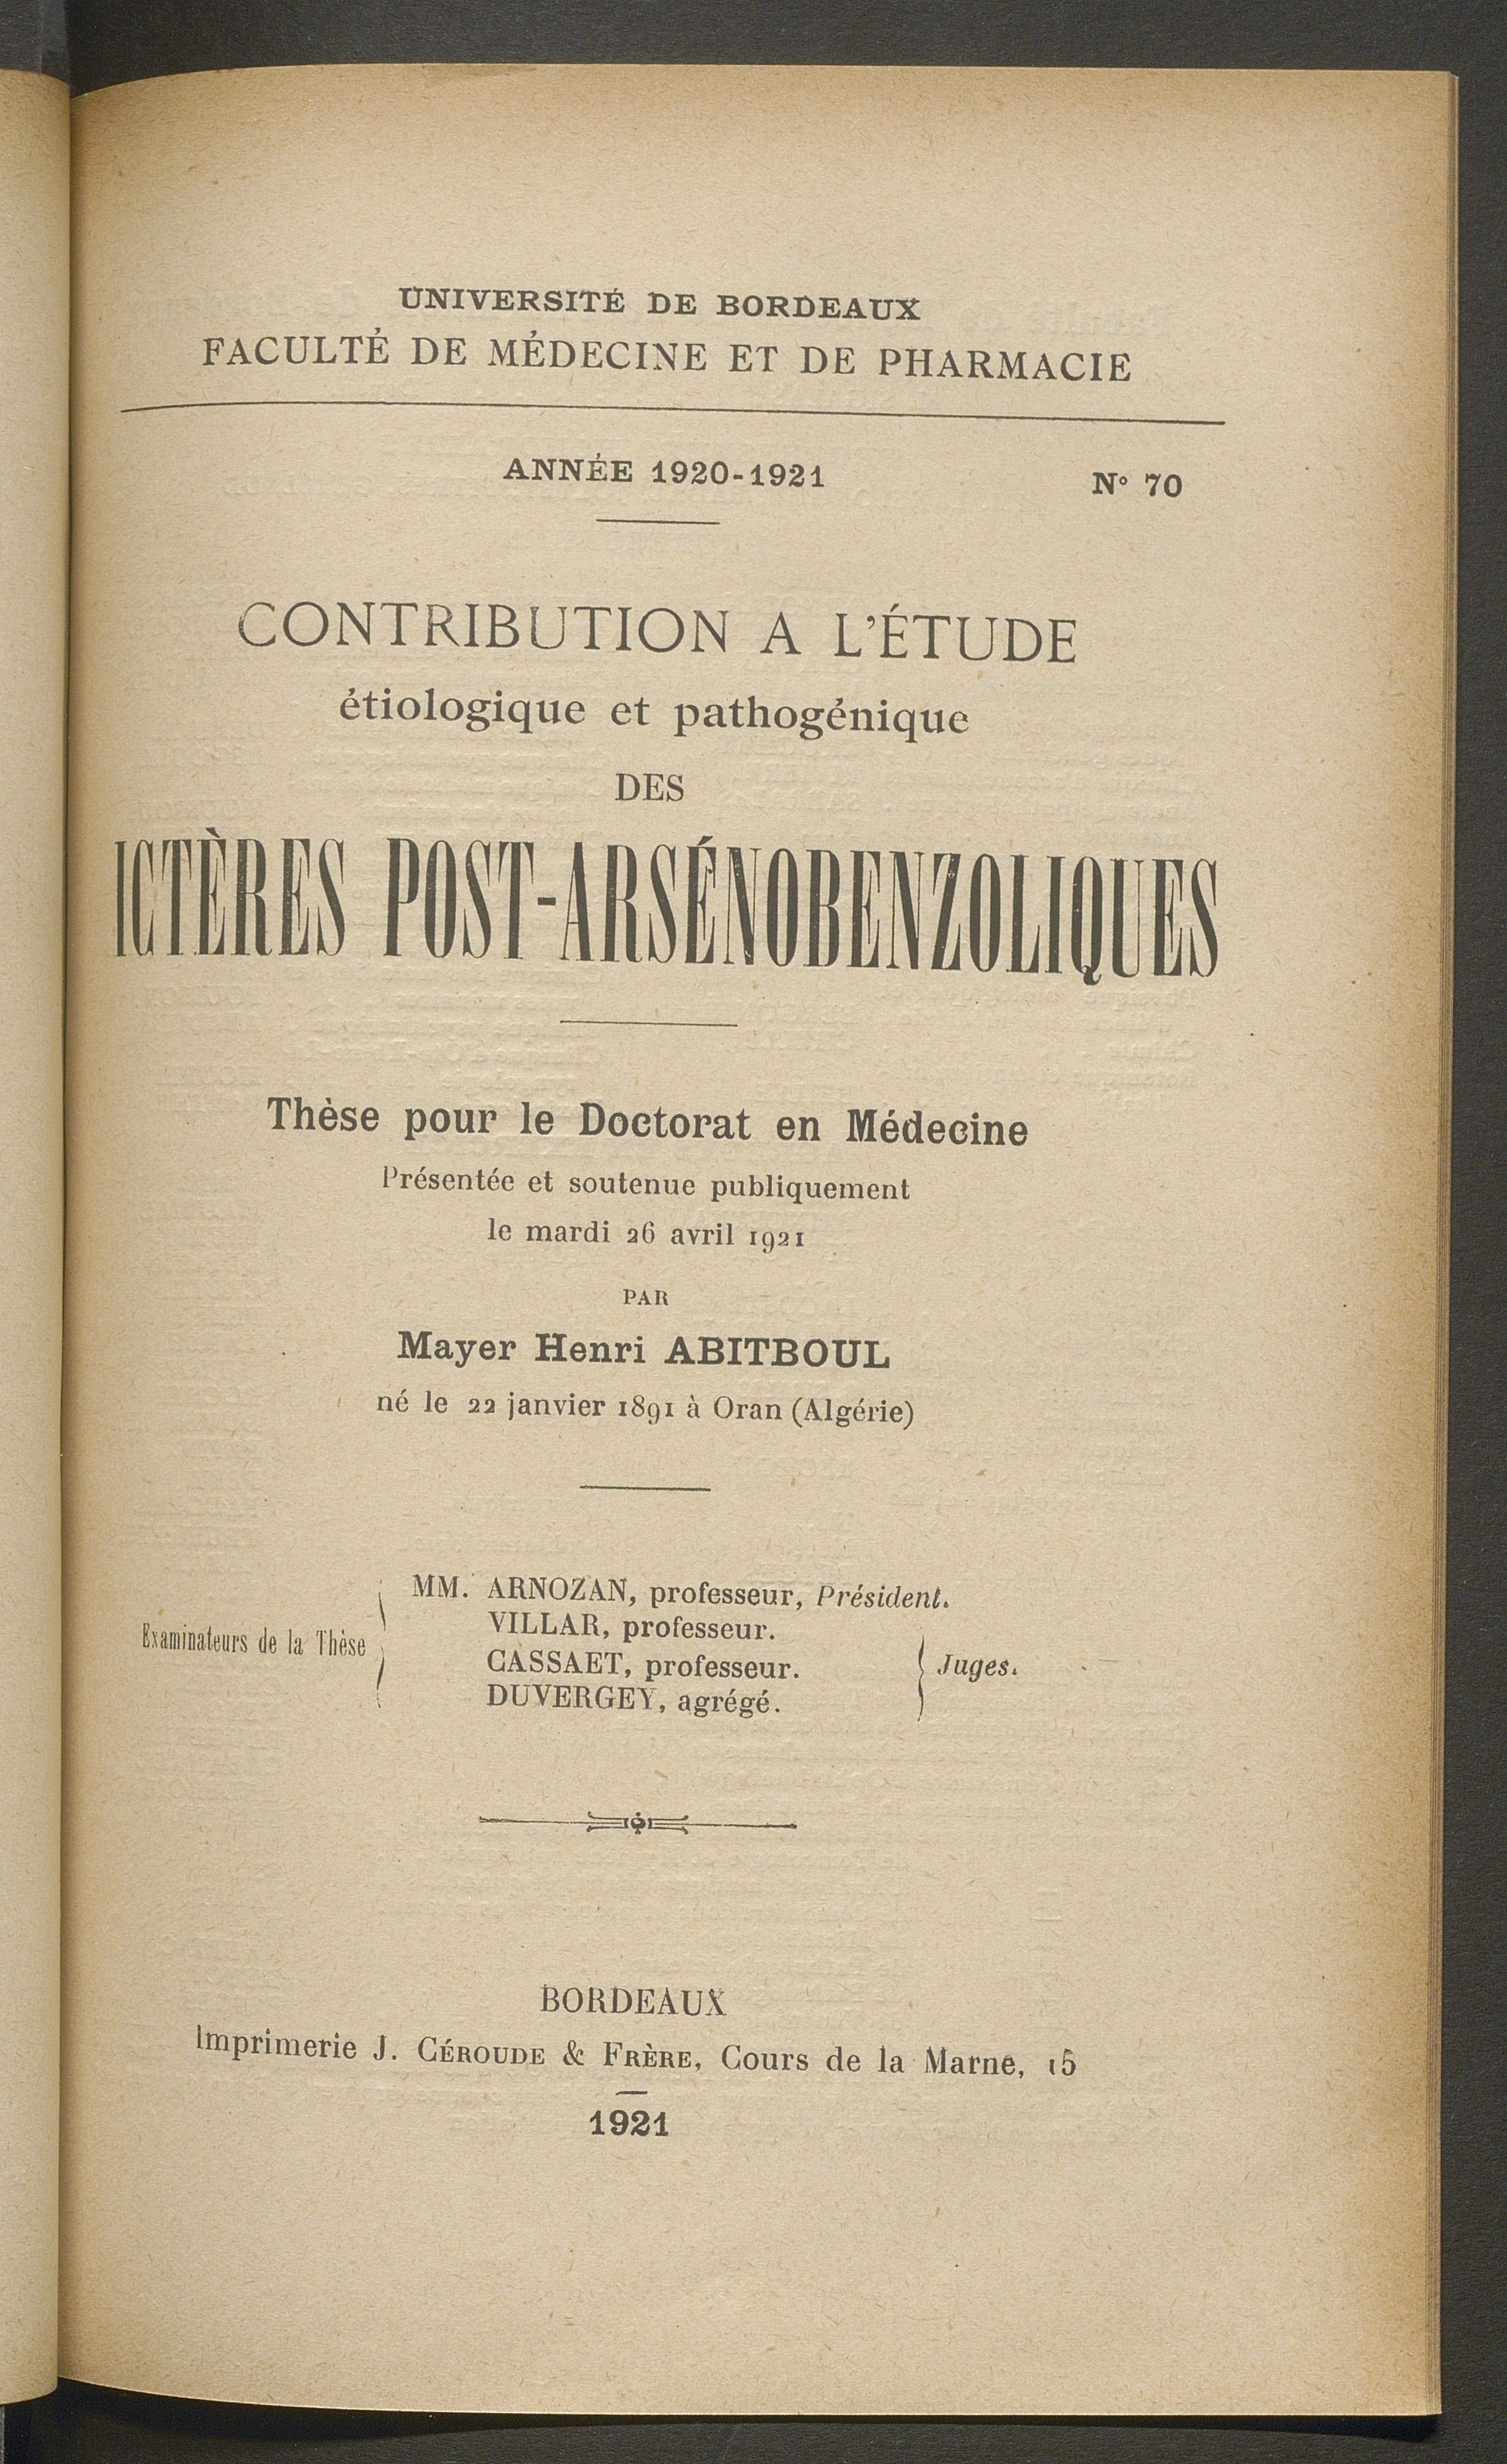 UNIVERSITÉ DE BORDEAUX
FACULTÉ DE MÉDECINE ET DE PHARMACIE
ANNÉE 1920-1921
N° 70
CONTRIBUTION A L'ÉTUDE
étiologique et pathogénique
DES
ICTÈRES POST-ARSÉNOBENZOLIQUES
Thèse pour le Doctorat en Médecine
Présentée et soutenue publiquement
le mardi 26 avril 1921
PAR
Mayer Henri ABITBOUL
né le 22 janvier 1891 à Oran (Algérie)
Examinateurs de la Thèse
MM. ARNOZAN, professeur, Président.
VILLAR, professeur.
CASSAET, professeur.
DUVERGEY, agrégé.
Juges.
BORDEAUX
Imprimerie J. CÉROUDE & FRÈRE, Cours de la Marne, 15
1921